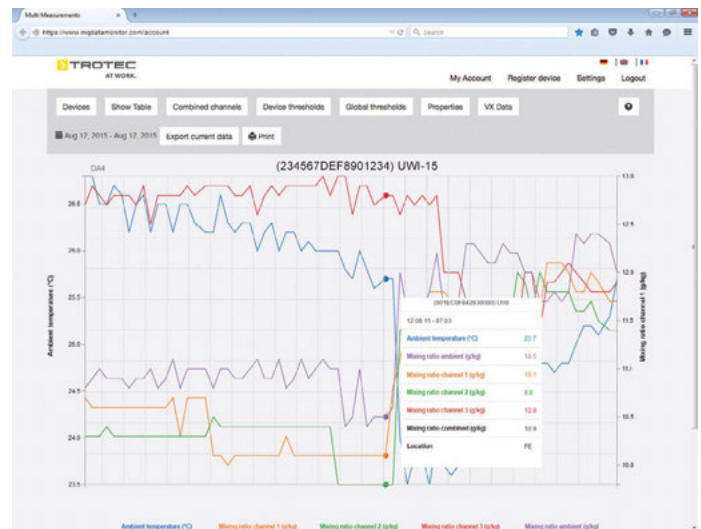 Multi Measurements
https://www.mqdatamonitor.com/account
Search
TROTEC
AT WORK.
My Account Register device Settings Logout
Devices Show Table Combined channels Device thresholds Global thresholds Properties VX Data
Aug 12, 2015 - Aug 12, 2015 Export current data Print
DA4
(234567DEF8901234) UWI-15
Ambient temperature (°C)
26.5
26.0
25.5
25.0
24.5
24.0
23.5
13.0
12.5
12.0
11.5
11.0
10.5
10.0
Mixing ratio channel 1 (g/kg)
12.08.15 - 07:03
Ambient temperature (°C) 25.7
Mixing ratio ambient (g/kg) 10.5
Mixing ratio channel 1 (g/kg) 10.1
Mixing ratio channel 2 (g/kg) 9.8
Mixing ratio channel 3 (g/kg) 12.8
Mixing ratio combined (g/kg) 10.9
Location FE
Ambient temperature (°C) Mixing ratio channel 1 (g/kg) Mixing ratio channel 2 (g/kg) Mixing ratio channel 3 (g/kg) Mixing ratio ambient (g/kg)